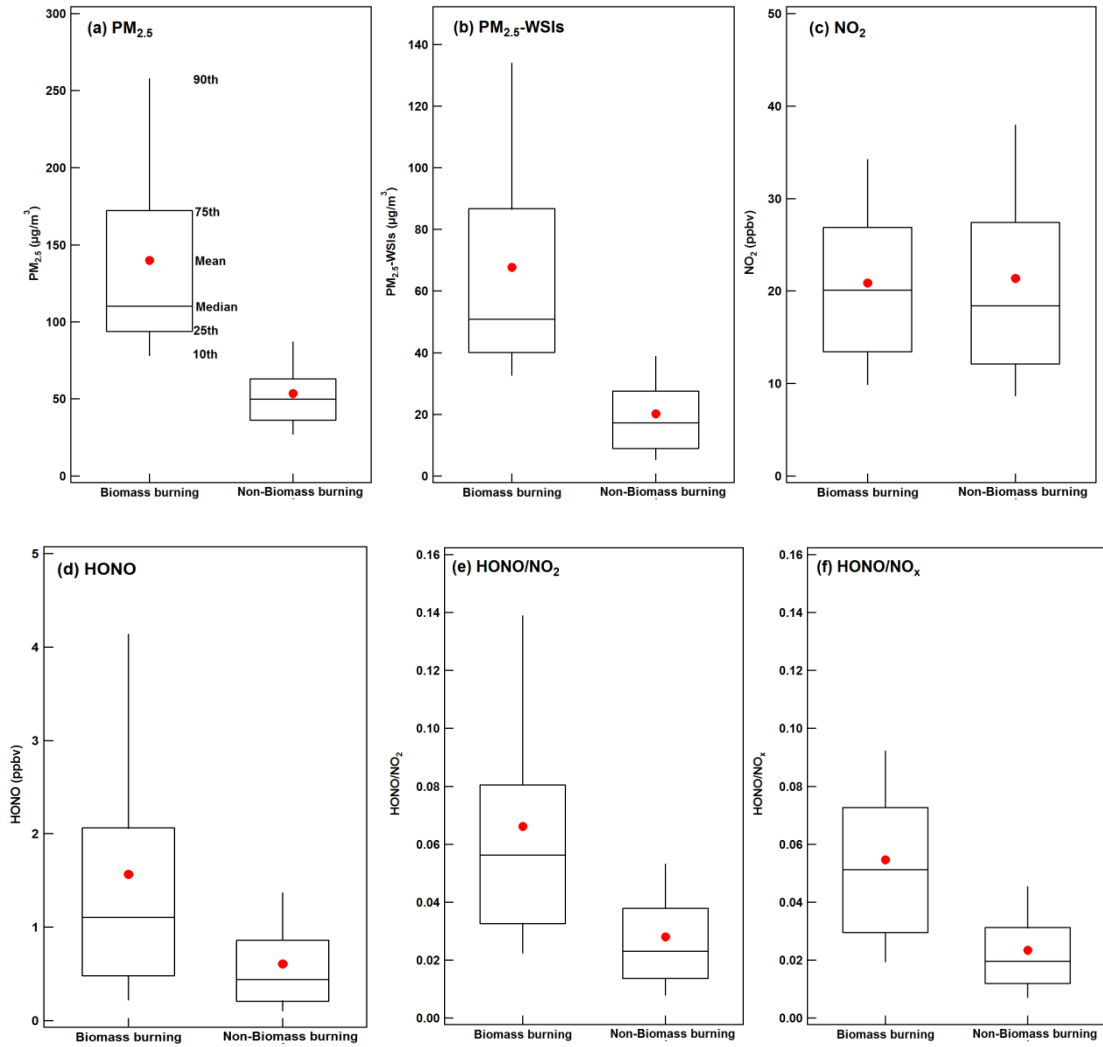 (a) PM2.5
300
250
200
150
100
50
0
PM2.5 (µg/m3)
90th
75th
Mean
Median
25th
10th
Biomass burning
Non-Biomass burning
(b) PM2.5-WSIs
140
120
100
80
60
40
20
0
PM2.5-WSIs (µg/m3)
Biomass burning
Non-Biomass burning
(c) NO2
50
40
30
20
10
0
NO2 (ppbv)
Biomass burning
Non-Biomass burning
(d) HONO
5
4
3
2
1
0
HONO (ppbv)
Biomass burning
Non-Biomass burning
(e) HONO/NO2
0.16
0.14
0.12
0.10
0.08
0.06
0.04
0.02
0.00
HONO/NO2
Biomass burning
Non-Biomass burning
(f) HONO/NOx
0.16
0.14
0.12
0.10
0.08
0.06
0.04
0.02
0.00
HONO/NOx
Biomass burning
Non-Biomass burning